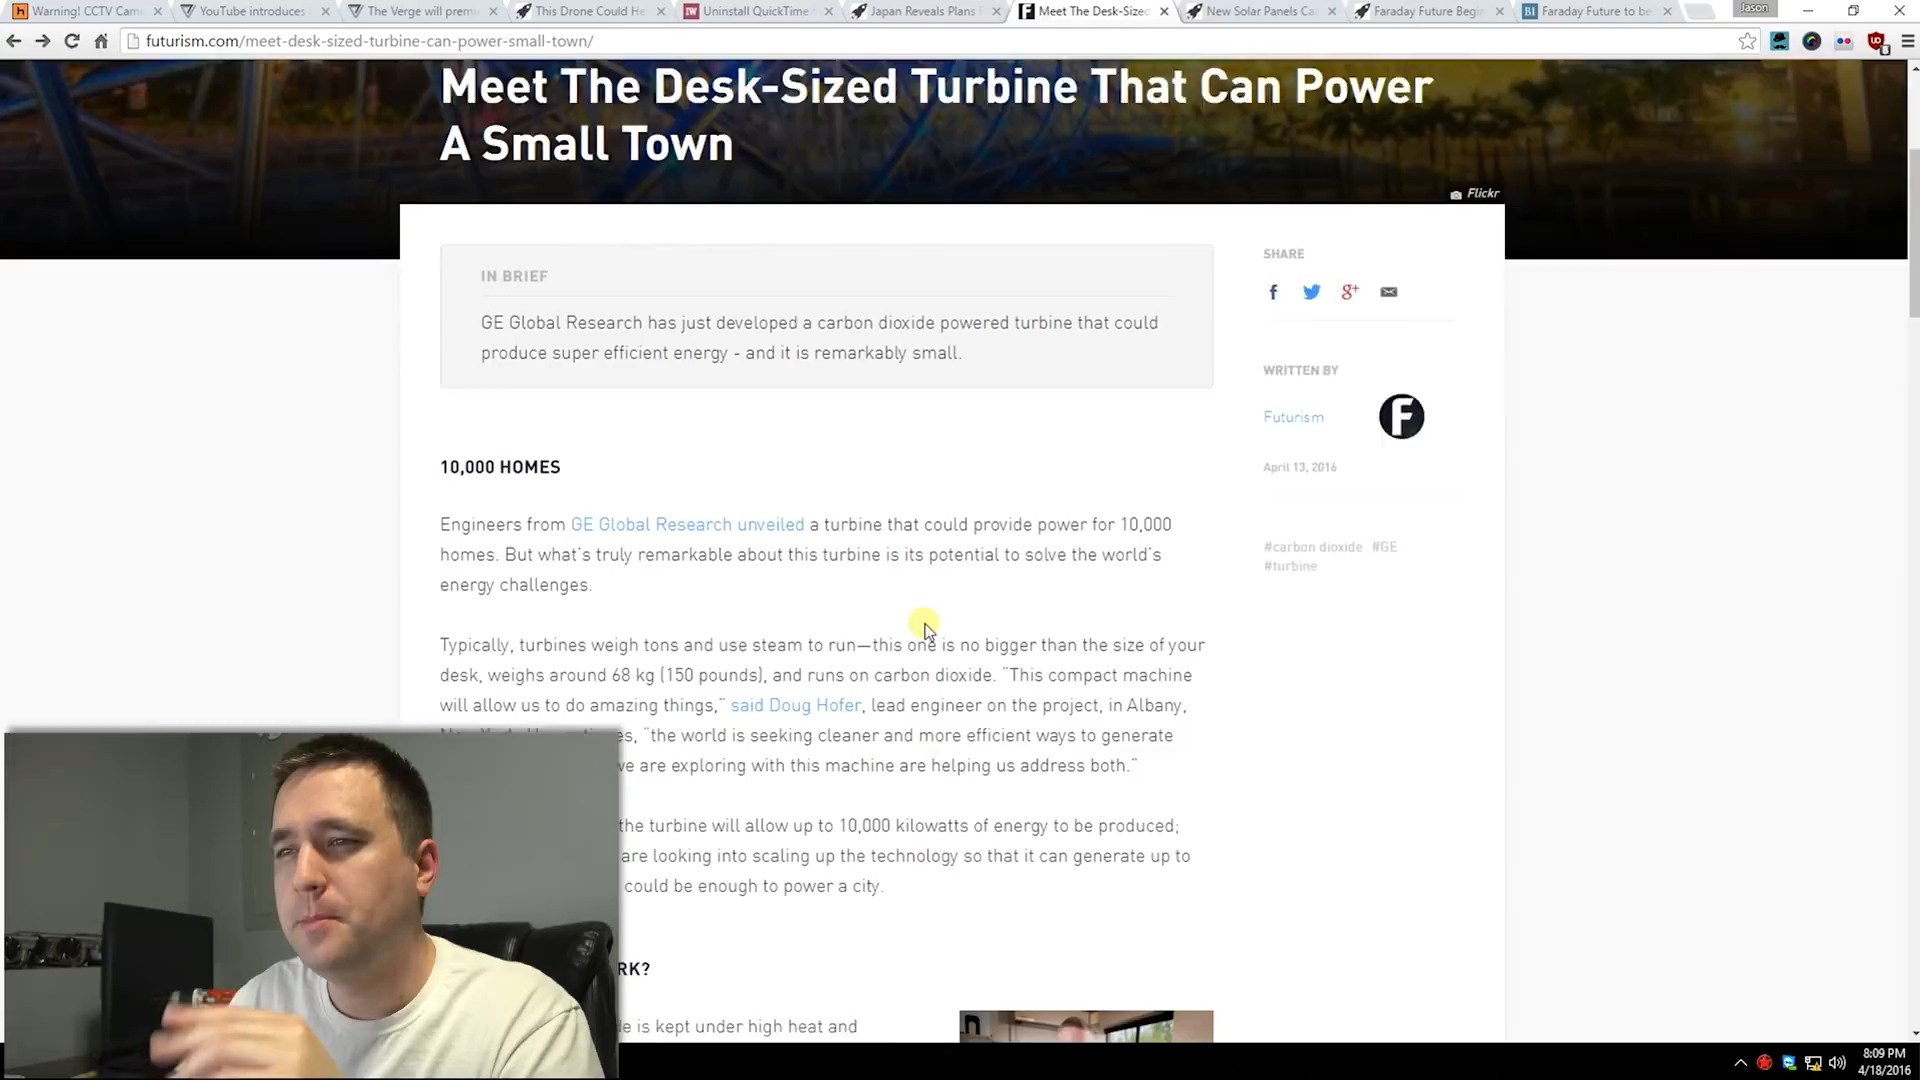 Warning! CCTV Cam
YouTube introduces
The Verge will premi
This Drone Could He
Uninstall QuickTime
Japan Reveals Plans
Meet The Desk-Sized
New Solar Panels Ca
Faraday Future Begi
Faraday Future to be
Jason
futurism.com/meet-desk-sized-turbine-can-power-small-town/
Meet The Desk-Sized Turbine That Can Power
A Small Town
Flickr
IN BRIEF
GE Global Research has just developed a carbon dioxide powered turbine that could
produce super efficient energy - and it is remarkably small.
SHARE
WRITTEN BY
Futurism
April 13, 2016
#carbon dioxide #GE
#turbine
10,000 HOMES
Engineers from GE Global Research unveiled a turbine that could provide power for 10,000
homes. But what's truly remarkable about this turbine is its potential to solve the world's
energy challenges.
Typically, turbines weigh tons and use steam to run—this one is no bigger than the size of your
desk, weighs around 68 kg (150 pounds), and runs on carbon dioxide. "This compact machine
will allow us to do amazing things," said Doug Hofer, lead engineer on the project, in Albany,
"the world is seeking cleaner and more efficient ways to generate
we are exploring with this machine are helping us address both."
the turbine will allow up to 10,000 kilowatts of energy to be produced;
are looking into scaling up the technology so that it can generate up to
could be enough to power a city.
RK?
de is kept under high heat and
8:09 PM
4/18/2016